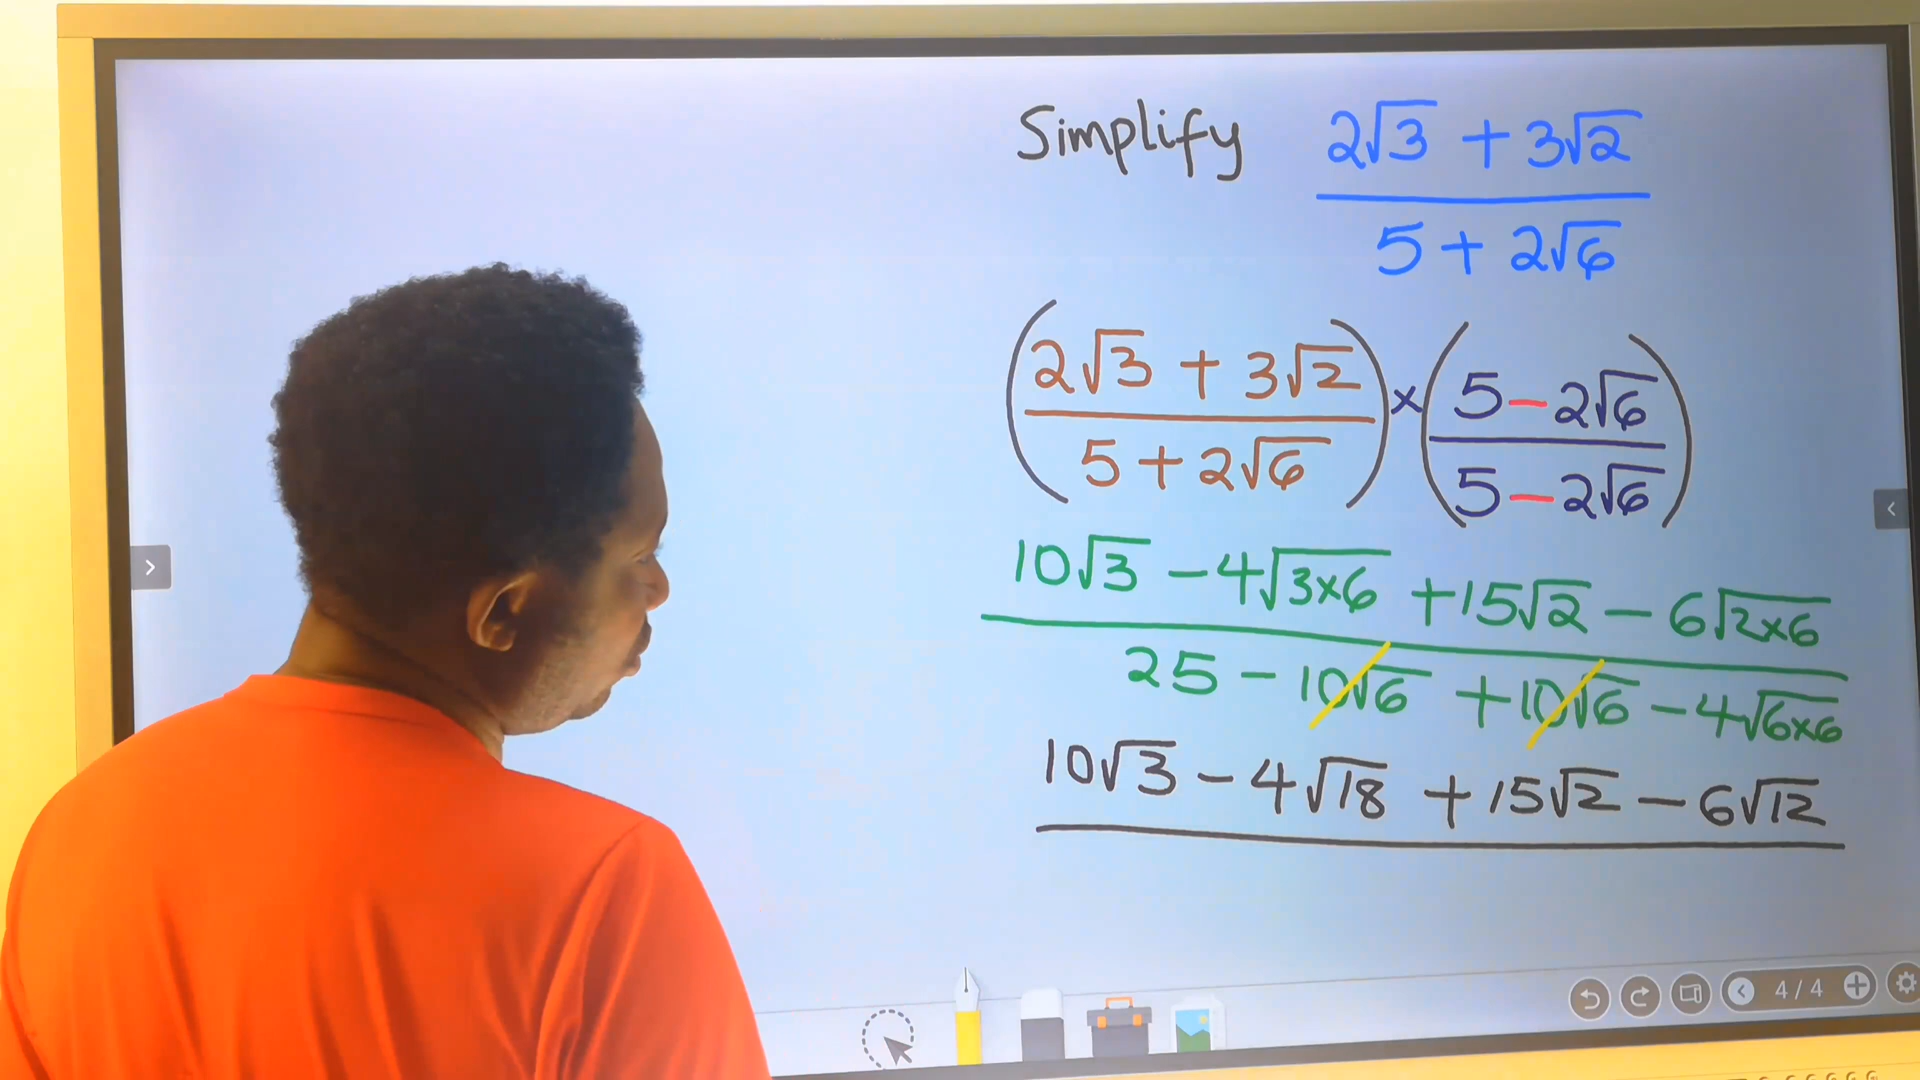 Simplify (2√3 + 3√2)/(5 + 2√6)
((2√3 + 3√2)/(5 + 2√6)) × ((5 − 2√6)/(5 − 2√6))
10√3 − 4√(3×6) + 15√2 − 6√(2×6)
25 − 10√6 + 10√6 − 4√(6×6)
10√3 − 4√18 + 15√2 − 6√12
4/4